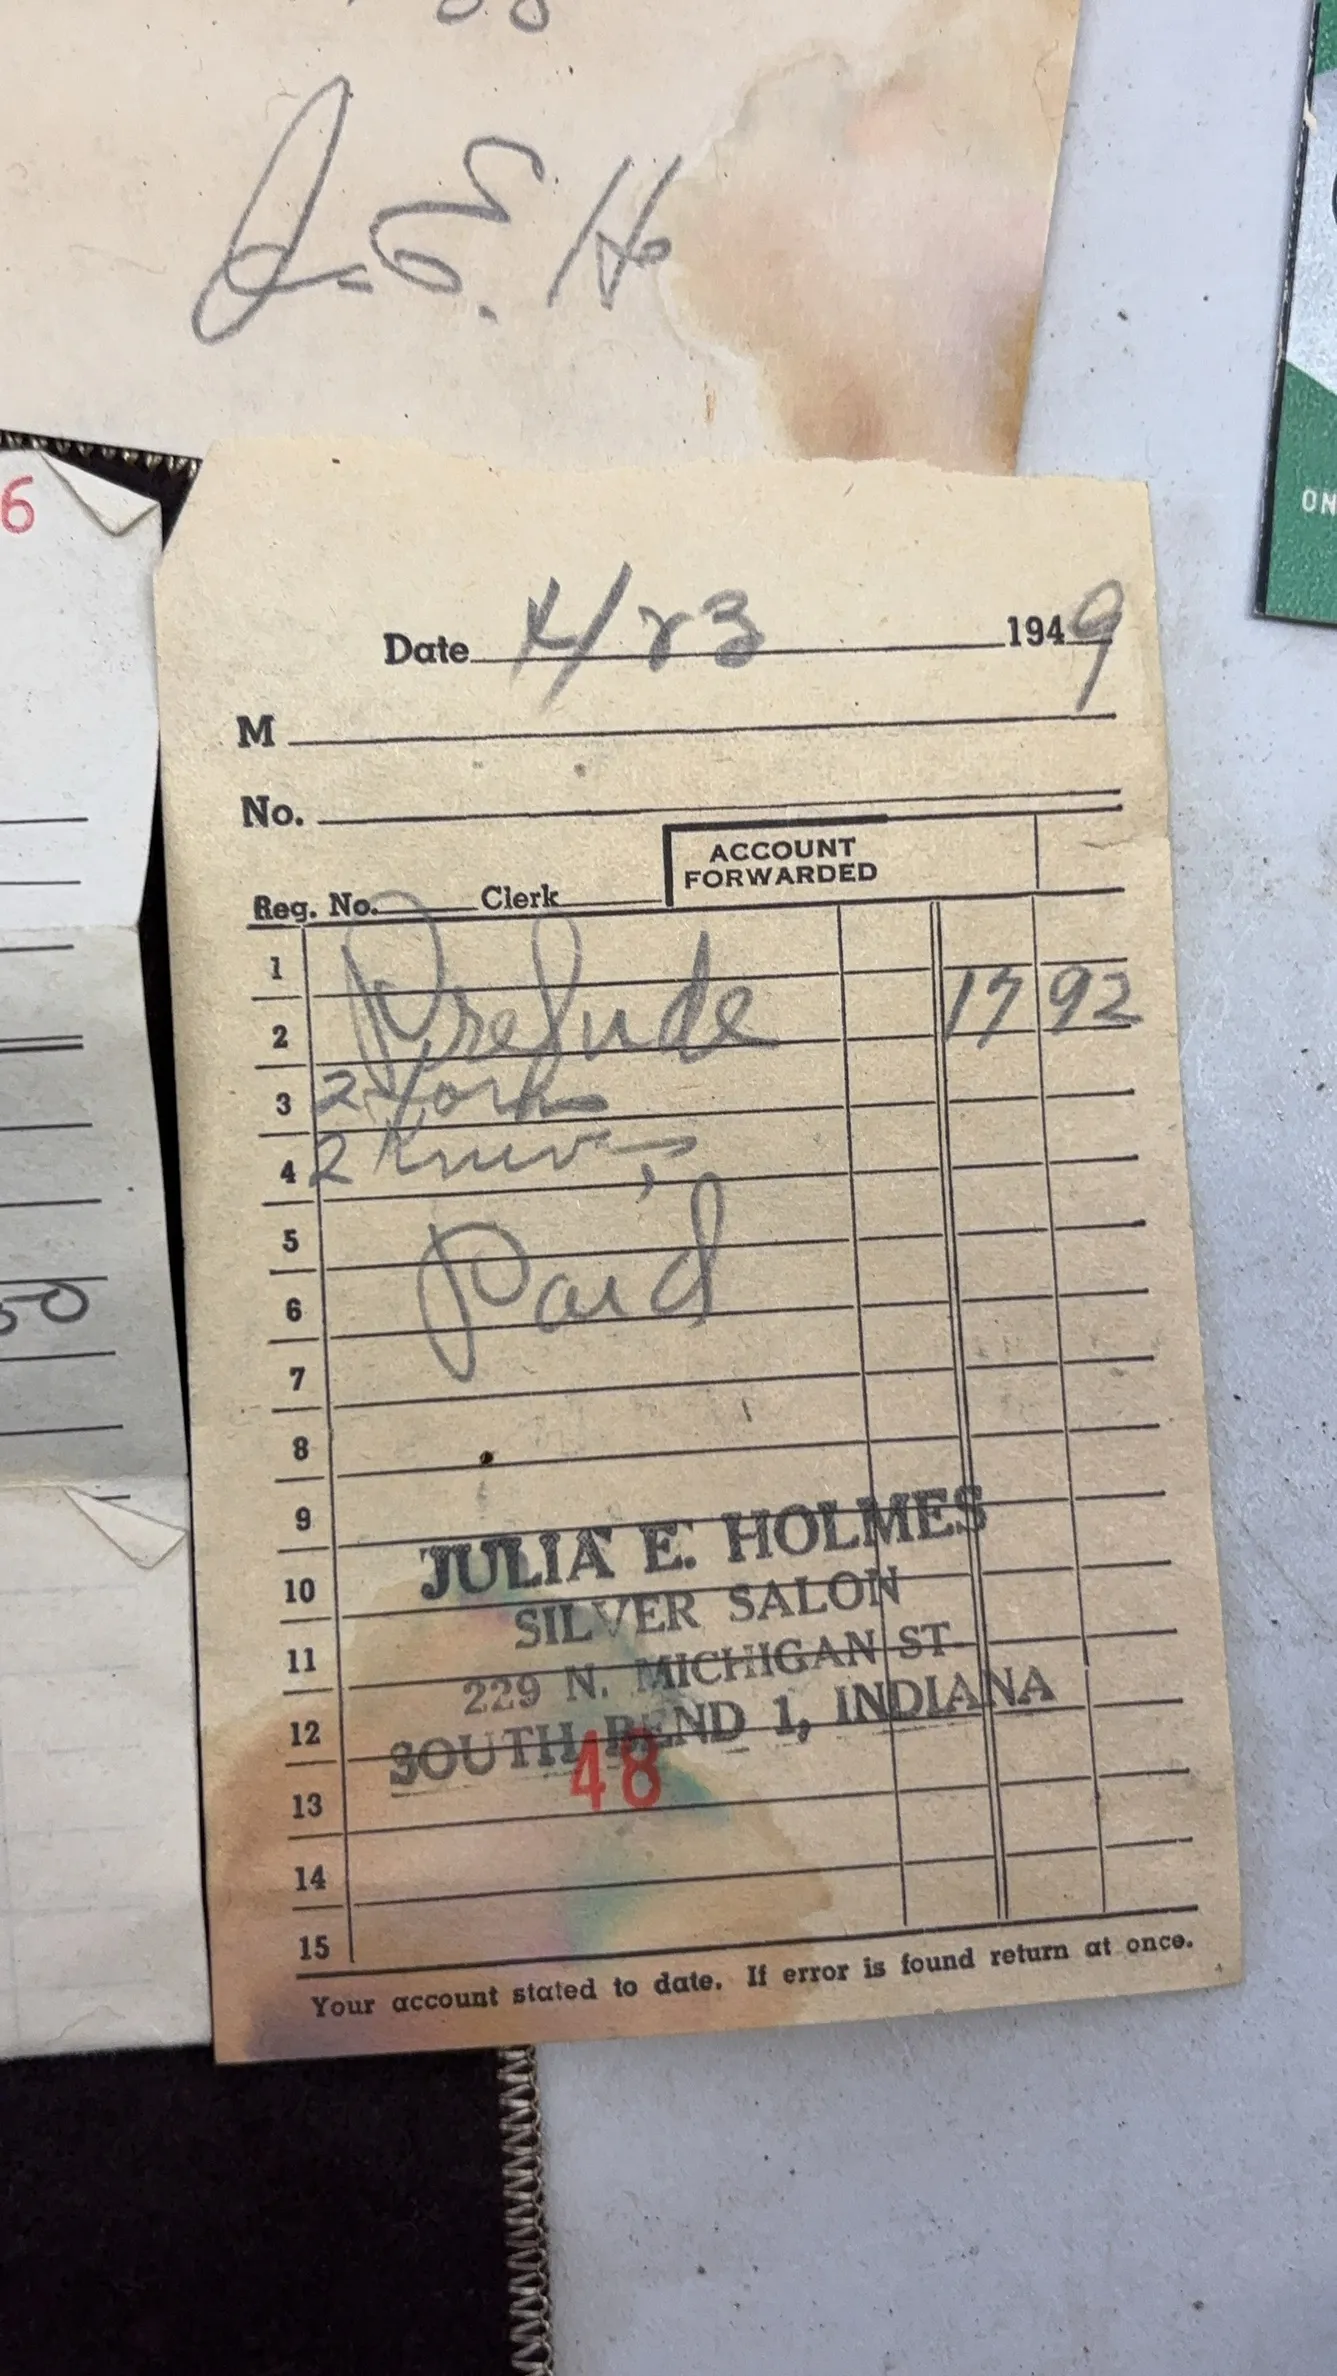 J. E. H
6
ON
Date 4/23 1949
M
No.
ACCOUNT
FORWARDED
Reg. No. Clerk
1
2 Prelude 17 92
3 2 forks
4 2 knives
5
6 Paid
7
8
9
10
11
12
13
14
15
JULIA E. HOLMES
SILVER SALON
229 N. MICHIGAN ST.
SOUTH BEND 1, INDIANA
48
Your account stated to date. If error is found return at once.
50